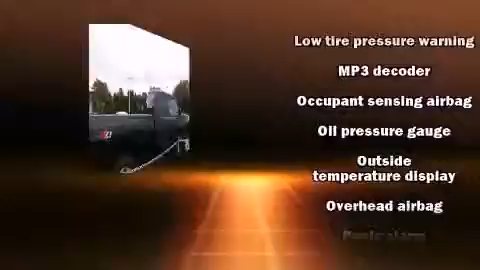 Low tire pressure warning
MP3 decoder
Occupant sensing airbag
Oil pressure gauge
Outside
temperature display
Overhead airbag